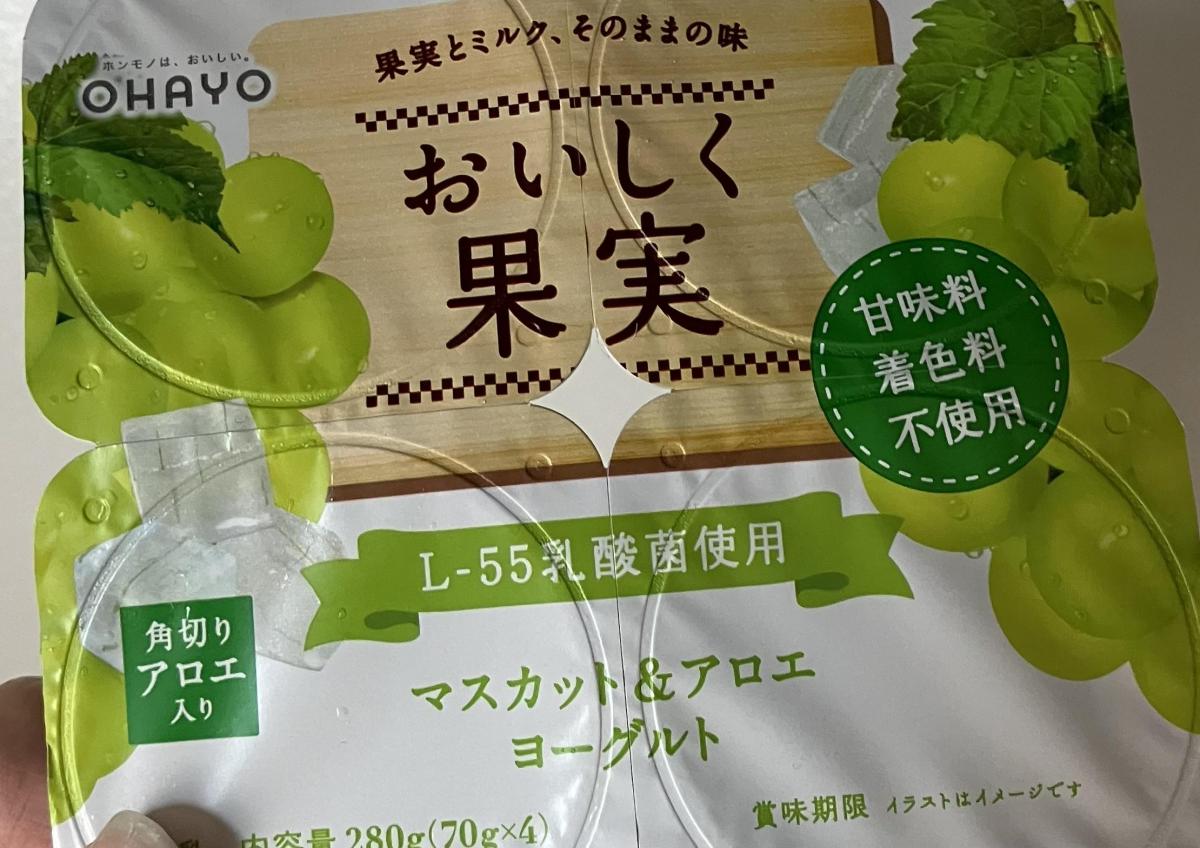 ホンモノは、おいしい。
OHAYO
果実とミルク、そのままの味
おいしく
果実
甘味料
着色料
不使用
L-55乳酸菌使用
角切り
アロエ
入り
マスカット&アロエ
ヨーグルト
賞味期限 イラストはイメージです
内容量 280g(70g×4)